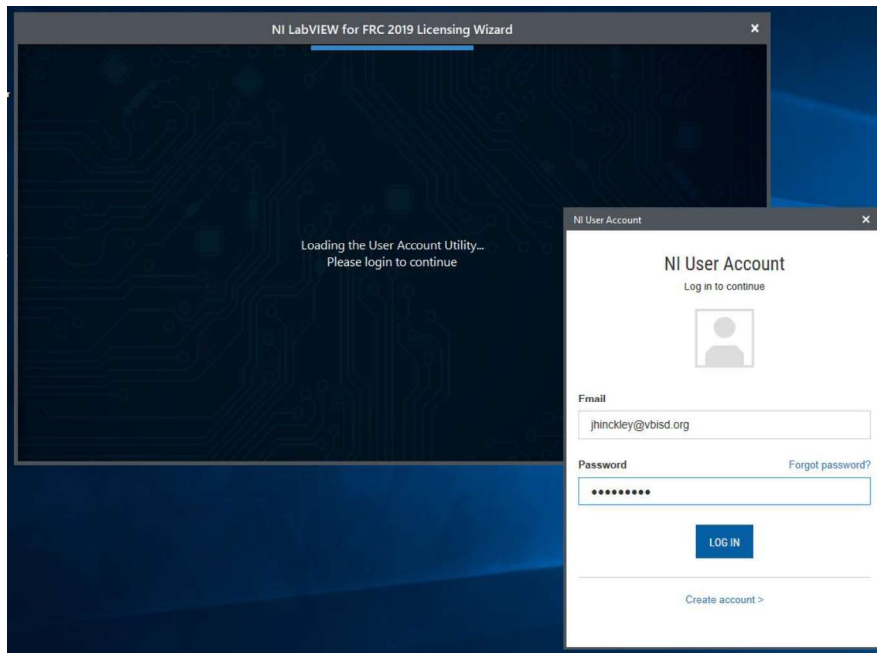 NI LabVIEW for FRC 2019 Licensing Wizard
x
Loading the User Account Utility...
Please login to continue
NI User Account
x
NI User Account
Log in to continue
Email
jhinckley@vbisd.org
Password Forgot password?
●●●●●●●●●
LOG IN
Create account >